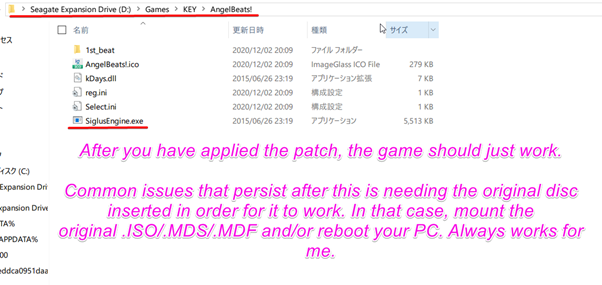 Seagate Expansion Drive (D:) > Games > KEY > AngelBeats!
名前 更新日時 種類 サイズ
1st_beat 2020/12/02 20:09 ファイル フォルダー
AngelBeats!.ico 2020/12/02 20:09 ImageGlass ICO File 279 KB
kDays.dll 2015/06/26 23:19 アプリケーション拡張 7 KB
reg.ini 2020/12/02 20:09 構成設定 1 KB
Select.ini 2020/12/02 20:09 構成設定 1 KB
SiglusEngine.exe 2015/06/26 23:19 アプリケーション 5,513 KB
セス
ド
xpansion Drive
Expansion Drive
TA%
APPDATA%
00
eddca0951daa
After you have applied the patch, the game should just work.
Common issues that persist after this is needing the original disc
inserted in order for it to work. In that case, mount the
original .ISO/.MDS/.MDF and/or reboot your PC. Always works for
me.